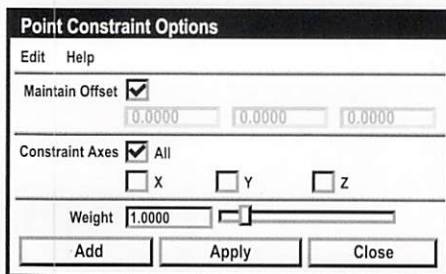 Point Constraint Options
Edit Help
Maintain Offset
0.0000 0.0000 0.0000
Constraint Axes All
X Y Z
Weight 1.0000
Add Apply Close